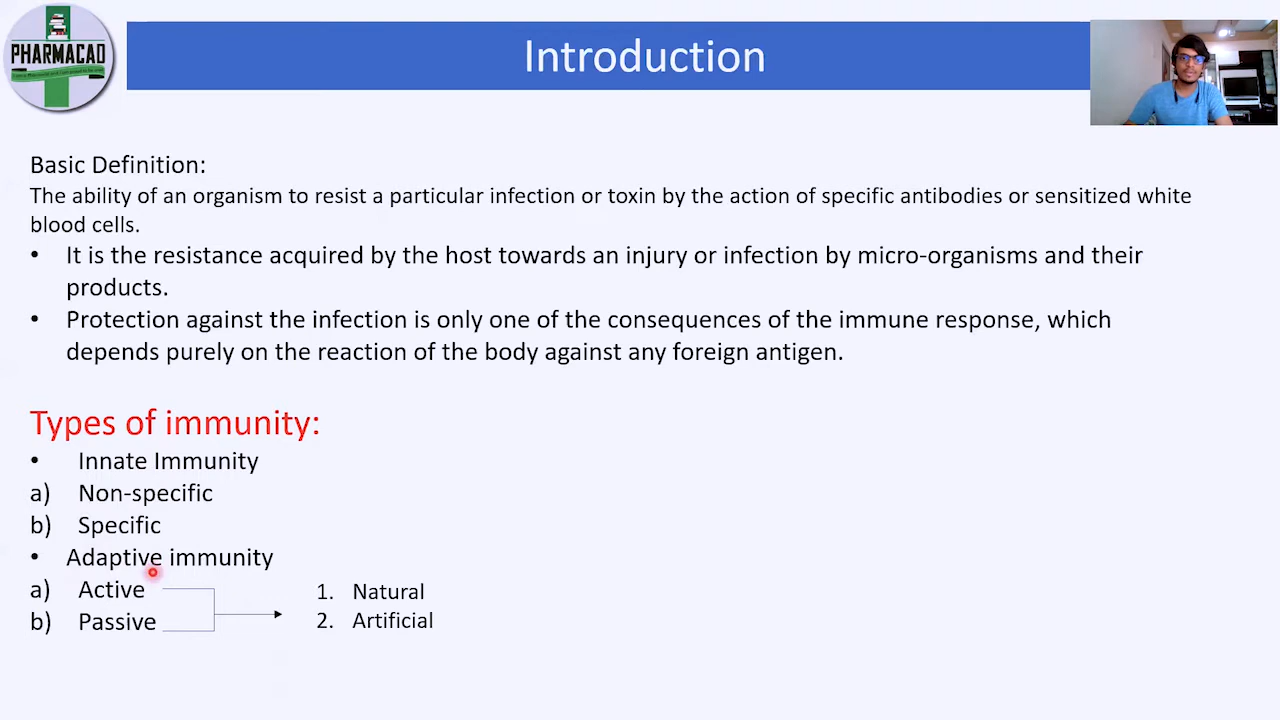 PHARMACAD
Introduction
Basic Definition:
The ability of an organism to resist a particular infection or toxin by the action of specific antibodies or sensitized white
blood cells.
• It is the resistance acquired by the host towards an injury or infection by micro-organisms and their
products.
• Protection against the infection is only one of the consequences of the immune response, which
depends purely on the reaction of the body against any foreign antigen.
Types of immunity:
• Innate Immunity
a) Non-specific
b) Specific
• Adaptive immunity
a) Active
b) Passive
1. Natural
2. Artificial